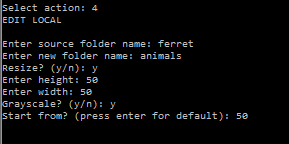 Select action: 4
EDIT LOCAL
Enter source folder name: ferret
Enter new folder name: animals
Resize? (y/n): y
Enter height: 50
Enter width: 50
Grayscale? (y/n): y
Start from? (press enter for default): 50